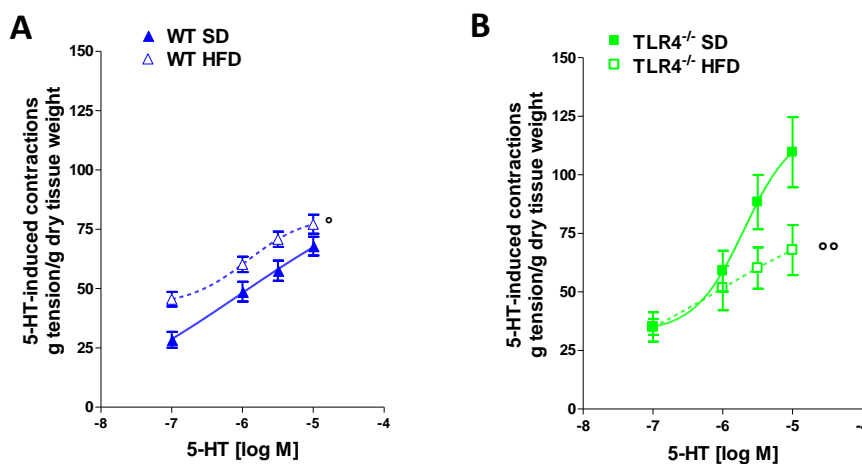 A
WT SD
WT HFD
5-HT-induced contractions
g tension/g dry tissue weight
150
125
100
75
50
25
0
-8
-7
-6
-5
-4
5-HT [log M]
B
TLR4-/- SD
TLR4-/- HFD
5-HT-induced contractions
g tension/g dry tissue weight
150
125
100
75
50
25
0
-8
-7
-6
-5
-4
5-HT [log M]